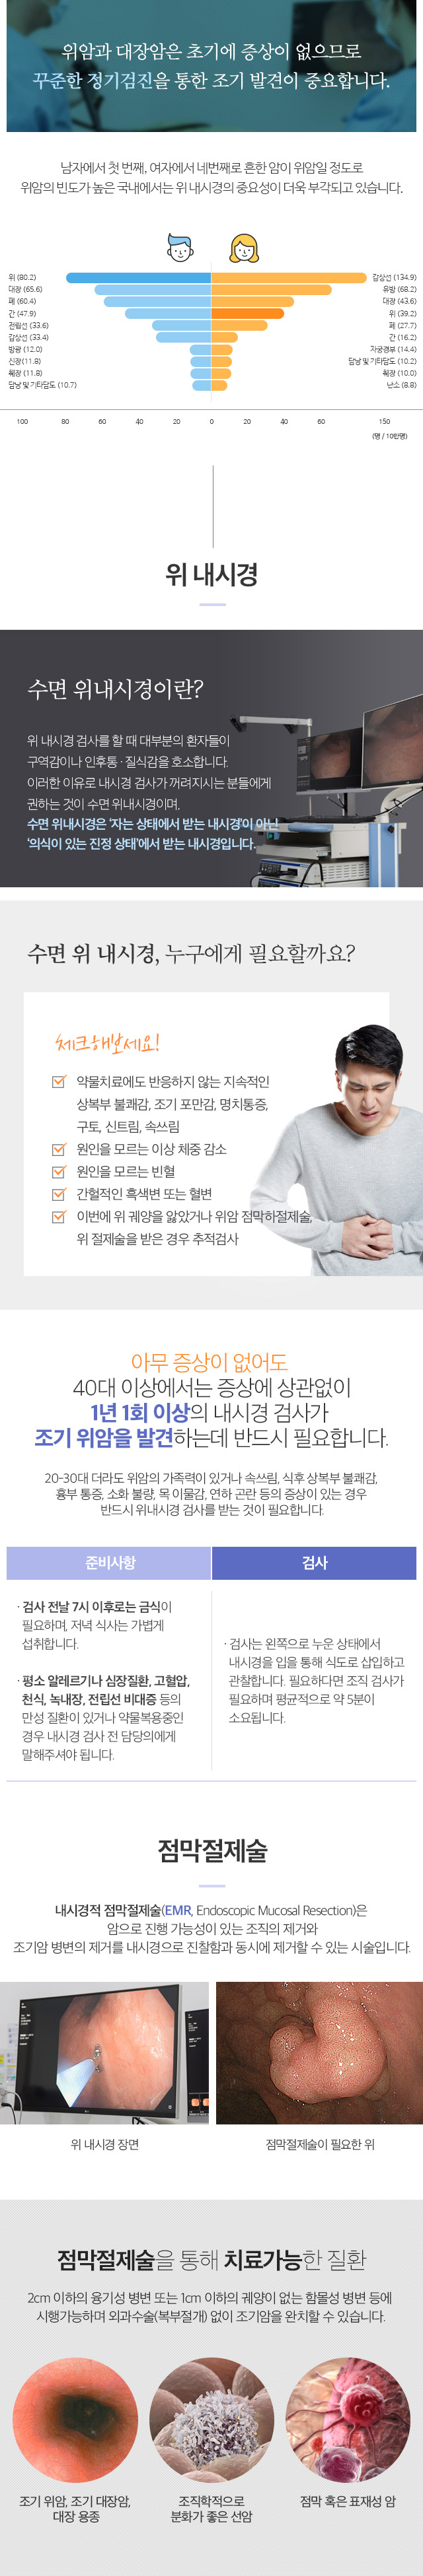 위암과 대장암은 초기에 증상이 없으므로
꾸준한 정기검진을 통한 조기 발견이 중요합니다.
남자에서 첫 번째, 여자에서 네번째로 흔한 암이 위암일 정도로
위암의 빈도가 높은 국내에서는 위 내시경의 중요성이 더욱 부각되고 있습니다.
위 (80.2)
대장 (65.6)
폐 (60.4)
간 (47.9)
전립선 (33.6)
갑상선 (33.4)
방광 (12.0)
신장 (11.8)
췌장 (11.8)
담낭 및 기타담도 (10.7)
갑상선 (134.9)
유방 (68.2)
대장 (43.6)
위 (39.2)
폐 (27.7)
간 (16.2)
자궁경부 (14.4)
담낭 및 기타담도 (10.2)
췌장 (10.0)
난소 (8.8)
100 80 60 40 20 0 20 40 60 150
(명 / 10만명)
위 내시경
수면 위내시경이란?
위 내시경 검사를 할 때 대부분의 환자들이
구역감이나 인후통 · 질식감을 호소합니다.
이러한 이유로 내시경 검사가 꺼려지시는 분들에게
권하는 것이 수면 위내시경이며,
수면 위내시경은 '자는 상태에서 받는 내시경'이 아닌
'의식이 있는 진정 상태'에서 받는 내시경입니다.
수면 위 내시경, 누구에게 필요할까요?
체크해보세요!
약물치료에도 반응하지 않는 지속적인
상복부 불쾌감, 조기 포만감, 명치통증,
구토, 신트림, 속쓰림
원인을 모르는 이상 체중 감소
원인을 모르는 빈혈
간헐적인 흑색변 또는 혈변
이번에 위 궤양을 앓았거나 위암 점막하절제술,
위 절제술을 받은 경우 추적검사
아무 증상이 없어도
40대 이상에서는 증상에 상관없이
1년 1회 이상의 내시경 검사가
조기 위암을 발견하는데 반드시 필요합니다.
20-30대 더라도 위암의 가족력이 있거나 속쓰림, 식후 상복부 불쾌감,
흉부 통증, 소화 불량, 목 이물감, 연하 곤란 등의 증상이 있는 경우
반드시 위내시경 검사를 받는 것이 필요합니다.
준비사항
· 검사 전날 7시 이후로는 금식이
필요하며, 저녁 식사는 가볍게
섭취합니다.
· 평소 알레르기나 심장질환, 고혈압,
천식, 녹내장, 전립선 비대증 등의
만성 질환이 있거나 약물복용중인
경우 내시경 검사 전 담당의에게
말해주셔야 됩니다.
검사
· 검사는 왼쪽으로 누운 상태에서
내시경을 입을 통해 식도로 삽입하고
관찰합니다. 필요하다면 조직 검사가
필요하며 평균적으로 약 5분이
소요됩니다.
점막절제술
내시경적 점막절제술(EMR, Endoscopic Mucosal Resection)은
암으로 진행 가능성이 있는 조직의 제거와
조기암 병변의 제거를 내시경으로 진찰함과 동시에 제거할 수 있는 시술입니다.
위 내시경 장면
점막절제술이 필요한 위
점막절제술을 통해 치료가능한 질환
2cm 이하의 융기성 병변 또는 1cm 이하의 궤양이 없는 함몰성 병변 등에
시행가능하며 외과수술(복부절개) 없이 조기암을 완치할 수 있습니다.
조기 위암, 조기 대장암,
대장 용종
조직학적으로
분화가 좋은 선암
점막 혹은 표재성 암